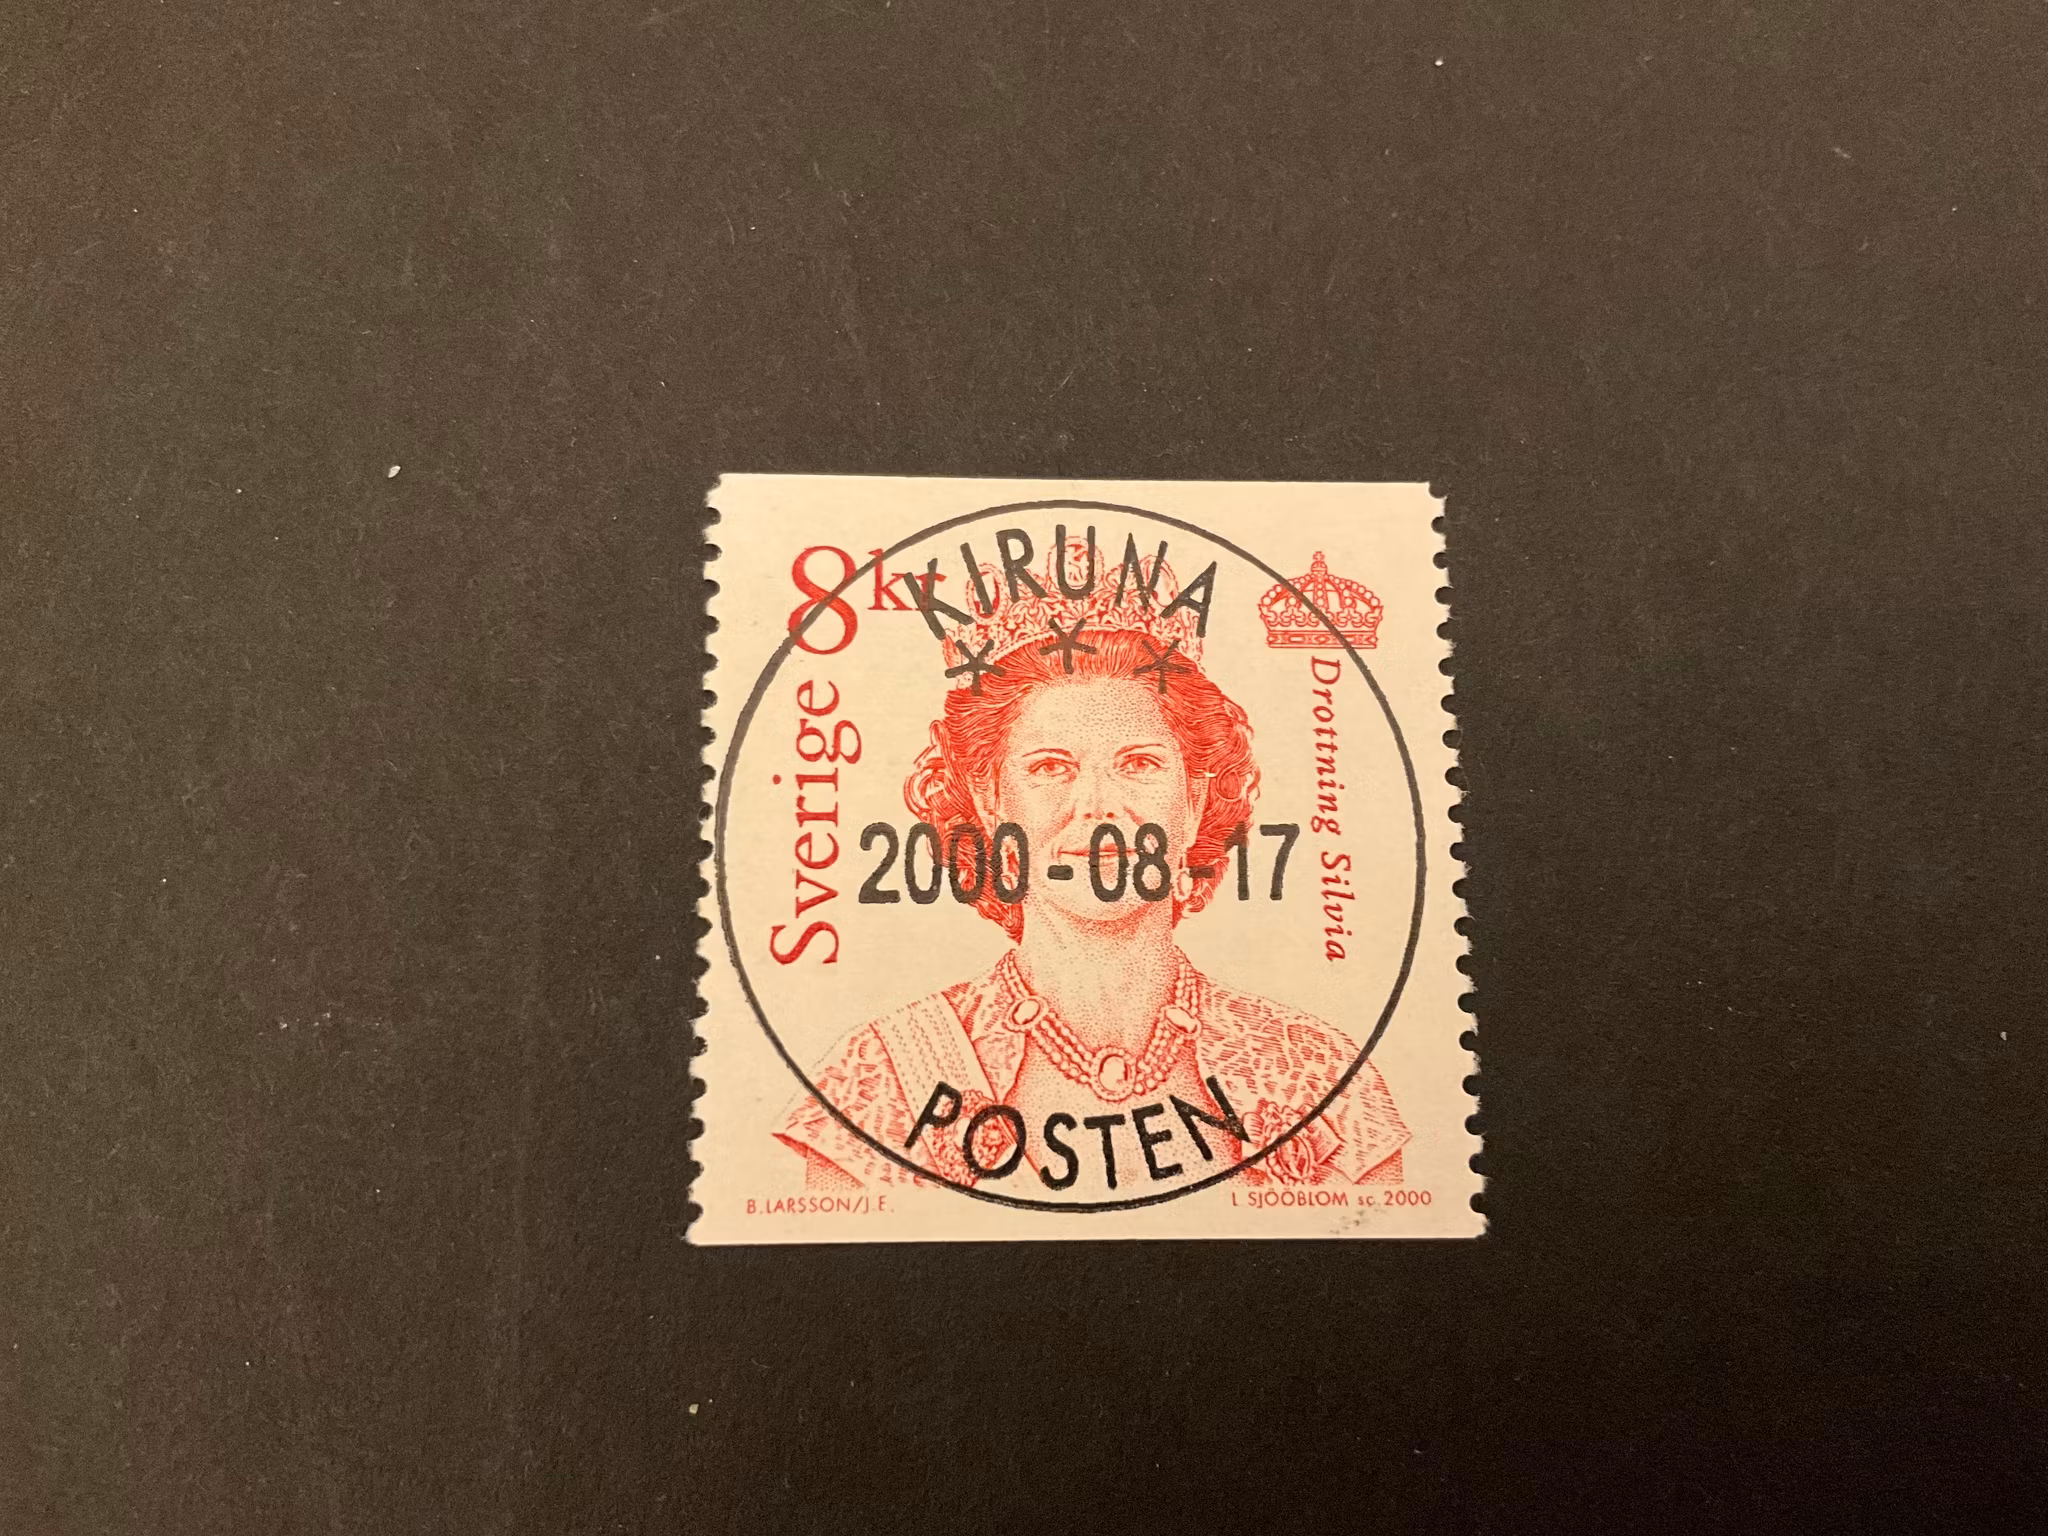 8 kr
Sverige
Drottning Silvia
KIRUNA
* * *
2000-08-17
POSTEN
B.LARSSON/J.E.
L SJÖÖBLOM sc.2000